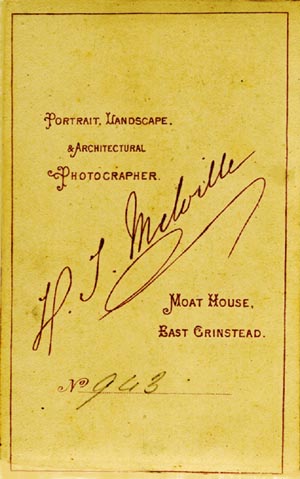 Portrait, Landscape.
& Architectural
Photographer.
H. J. Melville
Moat House,
East Grinstead.
No 943